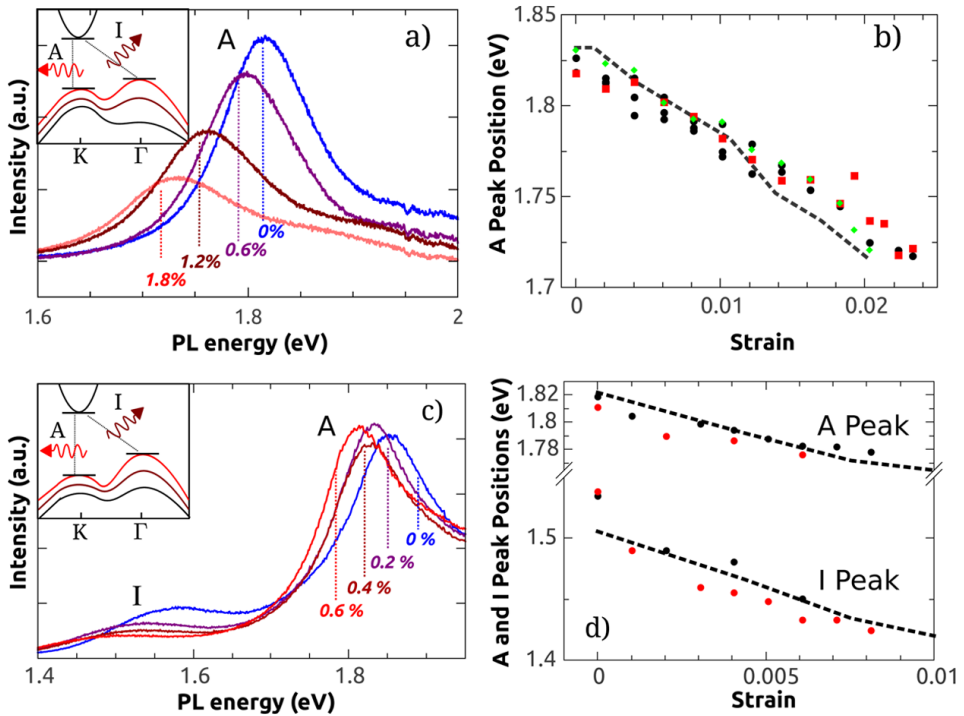 A
I
K
Γ
A
a)
0%
0.6%
1.2%
1.8%
Intensity (a.u.)
1.6
1.8
2
PL energy (eV)
b)
A Peak Position (eV)
1.85
1.8
1.75
1.7
0
0.01
0.02
Strain
A
I
K
Γ
A
c)
I
0 %
0.2 %
0.4 %
0.6 %
Intensity (a.u.)
1.4
1.6
1.8
PL energy (eV)
A and I Peak Positions (eV)
1.82
1.8
1.78
1.5
1.4
A Peak
I Peak
d)
0
0.005
0.01
Strain